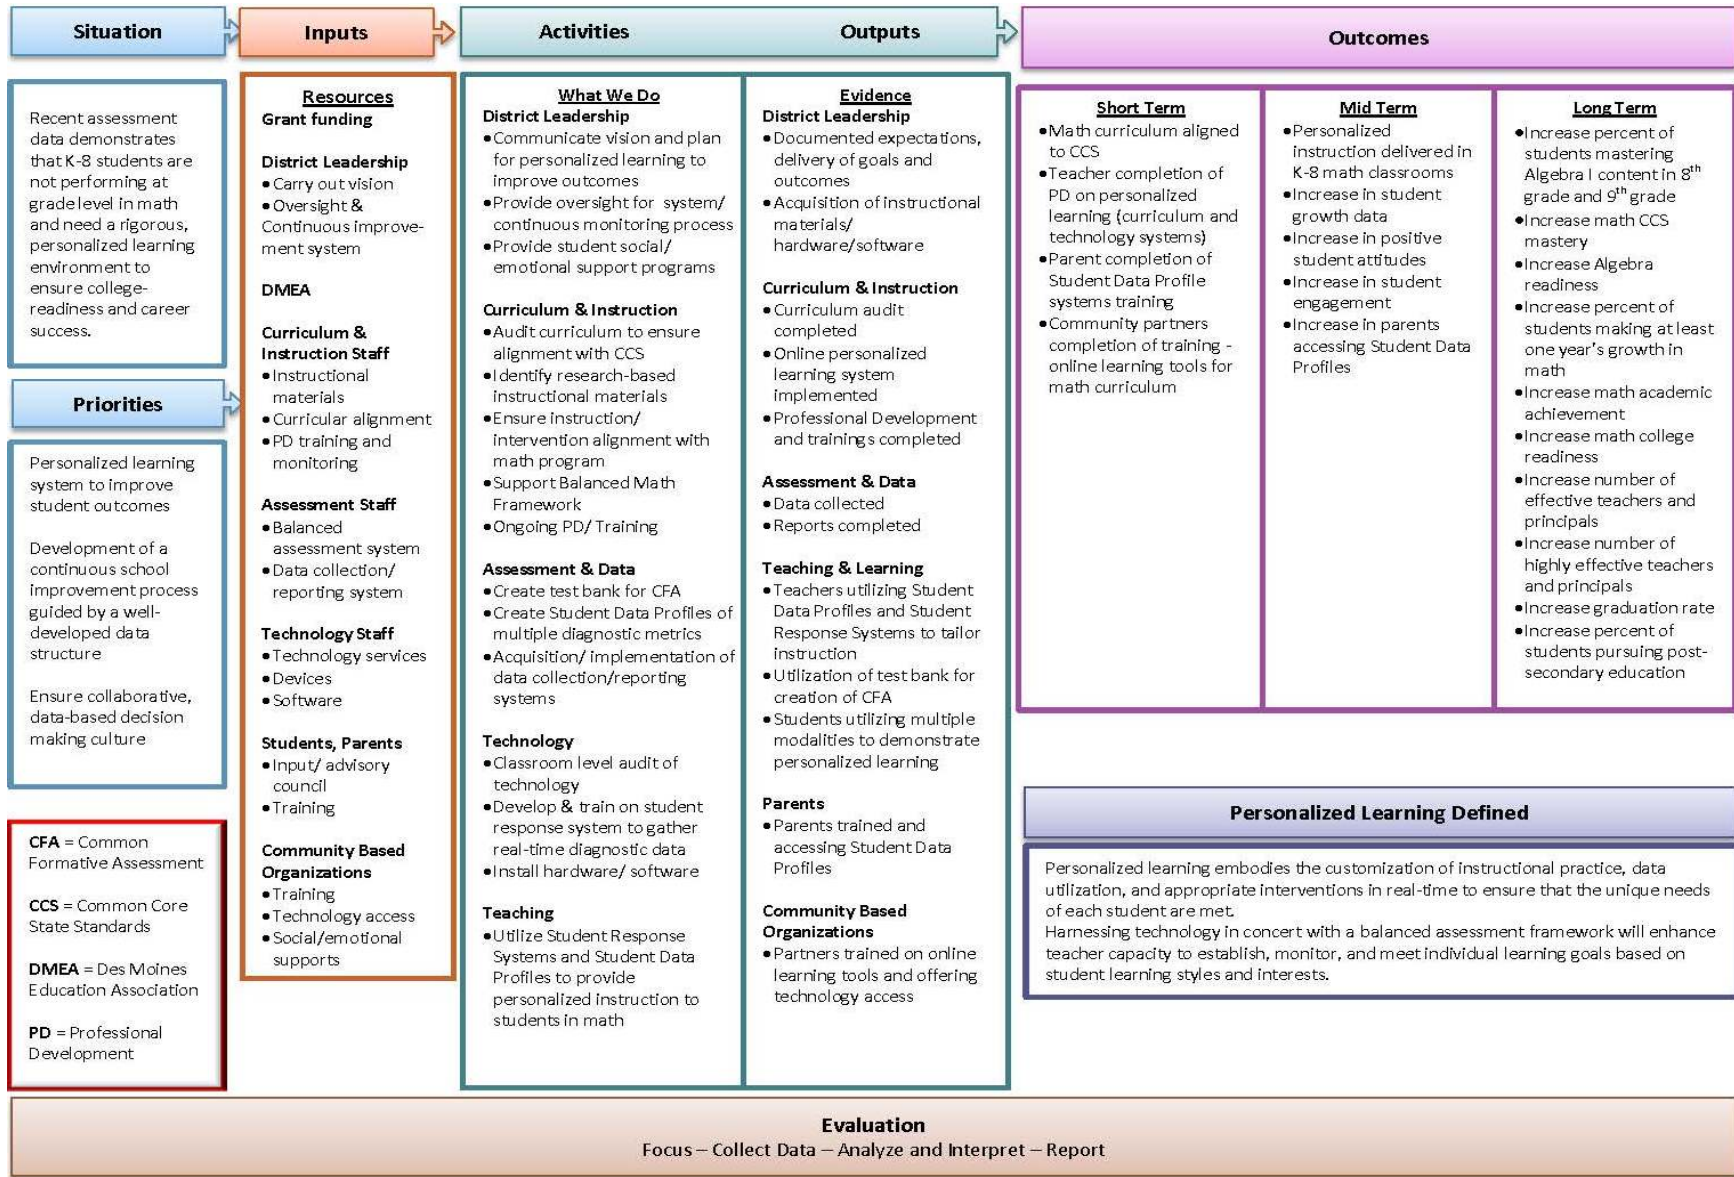 Situation
Inputs
Activities
Outputs
Outcomes
Recent assessment
data demonstrates
that K-8 students are
not performing at
grade level in math
and need a rigorous,
personalized learning
environment to
ensure college-
readiness and career
success.
Priorities
Personalized learning
system to improve
student outcomes
Development of a
continuous school
improvement process
guided by a well-
developed data
structure
Ensure collaborative,
data-based decision
making culture
CFA = Common
Formative Assessment
CCS = Common Core
State Standards
DMEA = Des Moines
Education Association
PD = Professional
Development
Resources
Grant funding
District Leadership
• Carry out vision
• Oversight &
Continuous improve-
ment system
DMEA
Curriculum &
Instruction Staff
• Instructional
materials
• Curricular alignment
• PD training and
monitoring
Assessment Staff
• Balanced
assessment system
• Data collection/
reporting system
Technology Staff
• Technology services
• Devices
• Software
Students, Parents
• Input/ advisory
council
• Training
Community Based
Organizations
• Training
• Technology access
• Social/emotional
supports
What We Do
District Leadership
• Communicate vision and plan
for personalized learning to
improve outcomes
• Provide oversight for system/
continuous monitoring process
• Provide student social/
emotional support programs
Curriculum & Instruction
• Audit curriculum to ensure
alignment with CCS
• Identify research-based
instructional materials
• Ensure instruction/
intervention alignment with
math program
• Support Balanced Math
Framework
• Ongoing PD/ Training
Assessment & Data
• Create test bank for CFA
• Create Student Data Profiles of
multiple diagnostic metrics
• Acquisition/ implementation of
data collection/reporting
systems
Technology
• Classroom level audit of
technology
• Develop & train on student
response system to gather
real-time diagnostic data
• Install hardware/ software
Teaching
• Utilize Student Response
Systems and Student Data
Profiles to provide
personalized instruction to
students in math
Evidence
District Leadership
• Documented expectations,
delivery of goals and
outcomes
• Acquisition of instructional
materials/
hardware/software
Curriculum & Instruction
• Curriculum audit
completed
• Online personalized
learning system
implemented
• Professional Development
and trainings completed
Assessment & Data
• Data collected
• Reports completed
Teaching & Learning
• Teachers utilizing Student
Data Profiles and Student
Response Systems to tailor
instruction
• Utilization of test bank for
creation of CFA
• Students utilizing multiple
modalities to demonstrate
personalized learning
Parents
• Parents trained and
accessing Student Data
Profiles
Community Based
Organizations
• Partners trained on online
learning tools and offering
technology access
Short Term
• Math curriculum aligned
to CCS
• Teacher completion of
PD on personalized
learning (curriculum and
technology systems)
• Parent completion of
Student Data Profile
systems training
• Community partners
completion of training -
online learning tools for
math curriculum
Mid Term
• Personalized
instruction delivered in
K-8 math classrooms
• Increase in student
growth data
• Increase in positive
student attitudes
• Increase in student
engagement
• Increase in parents
accessing Student Data
Profiles
Long Term
• Increase percent of
students mastering
Algebra I content in 8th
grade and 9th grade
• Increase math CCS
mastery
• Increase Algebra
readiness
• Increase percent of
students making at least
one year's growth in
math
• Increase math academic
achievement
• Increase math college
readiness
• Increase number of
effective teachers and
principals
• Increase number of
highly effective teachers
and principals
• Increase graduation rate
• Increase percent of
students pursuing post-
secondary education
Personalized Learning Defined
Personalized learning embodies the customization of instructional practice, data
utilization, and appropriate interventions in real-time to ensure that the unique needs
of each student are met.
Harnessing technology in concert with a balanced assessment framework will enhance
teacher capacity to establish, monitor, and meet individual learning goals based on
student learning styles and interests.
Evaluation
Focus – Collect Data – Analyze and Interpret – Report